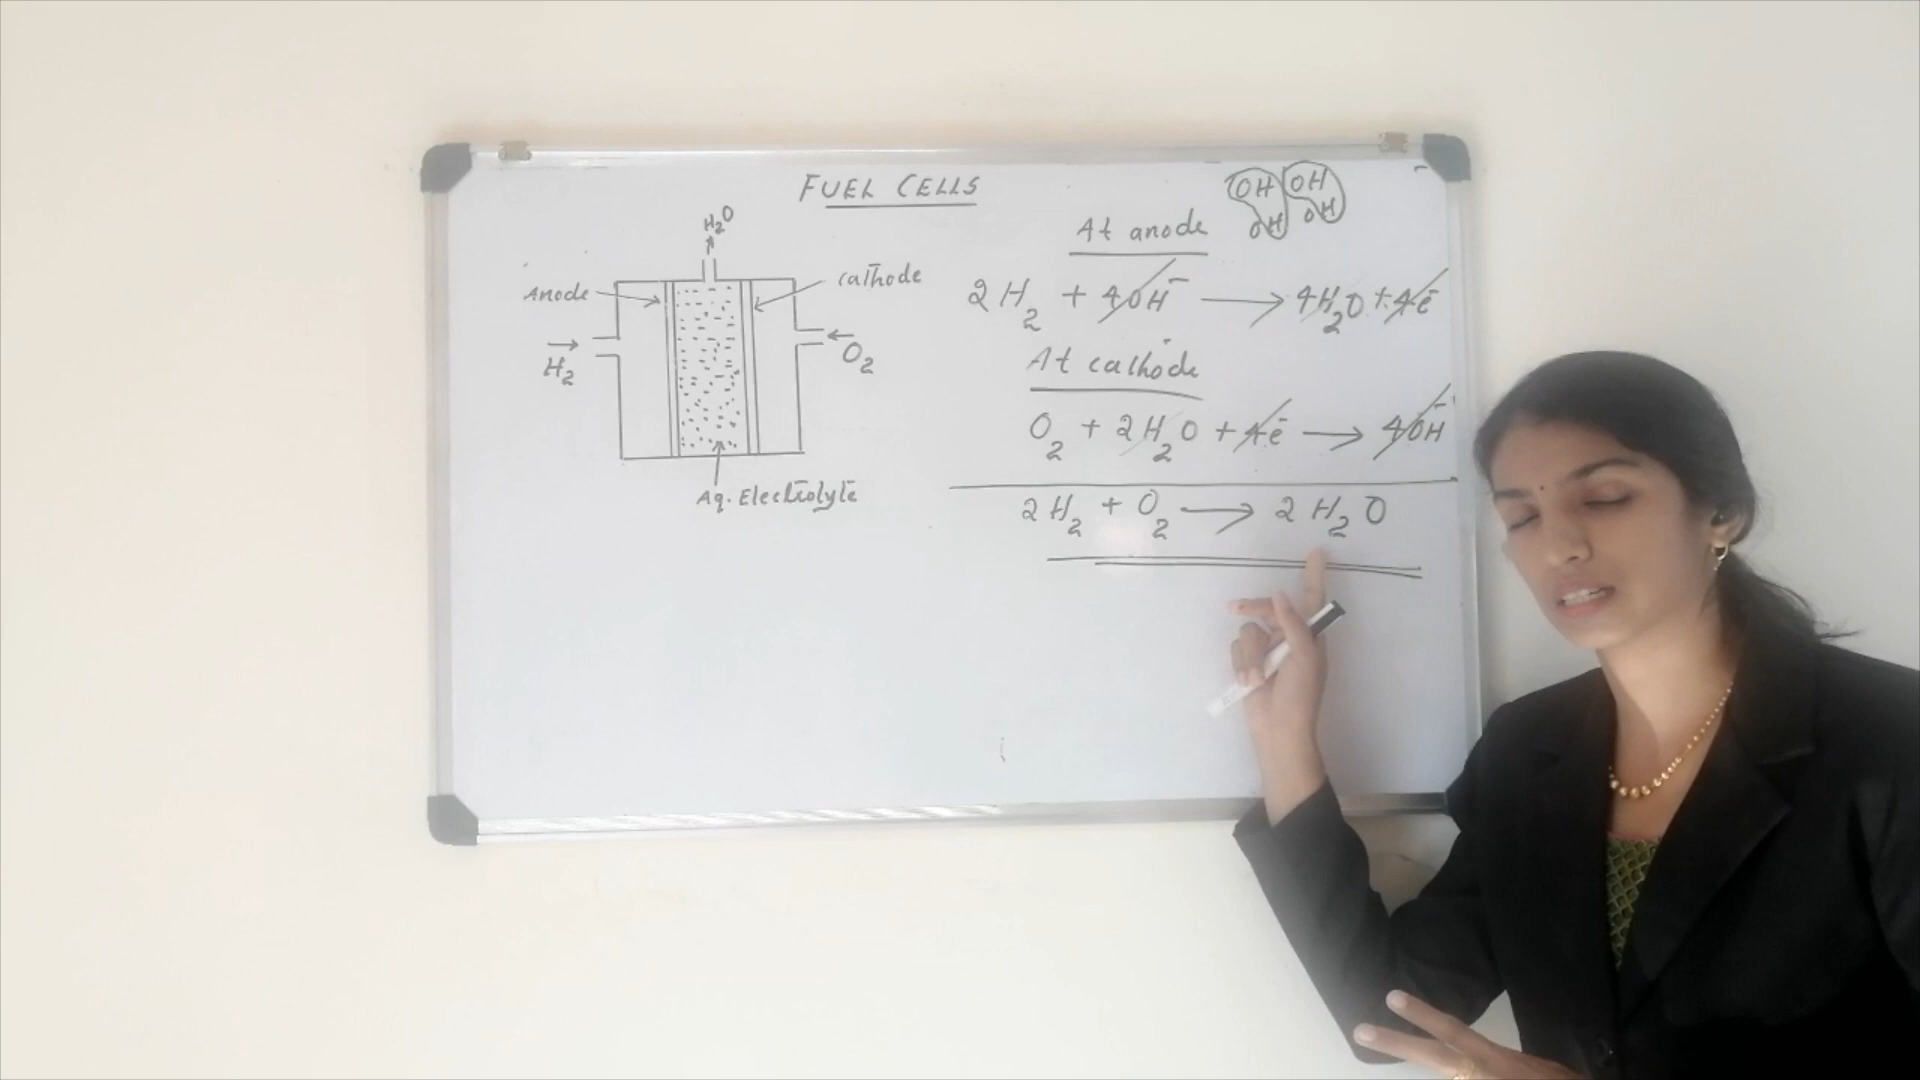 FUEL CELLS
H₂O
Anode
cathode
H₂
O₂
Aq. Electrolyte
OH OH
OH OH
At anode
2H₂ + 4OH⁻ ⟶ 4H₂O + 4e⁻
At cathode
O₂ + 2H₂O + 4e⁻ ⟶ 4OH⁻
2H₂ + O₂ ⟶ 2H₂O